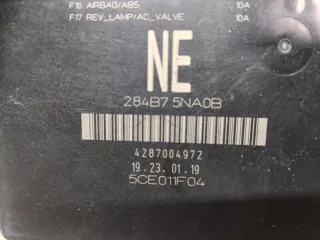 F16 AIRBAG/ABS 10A
F17 REV_LAMP/AC_VALVE 10A
NE
284B7 5NA0B
4287004972
19.23.01.19
5CE011F04